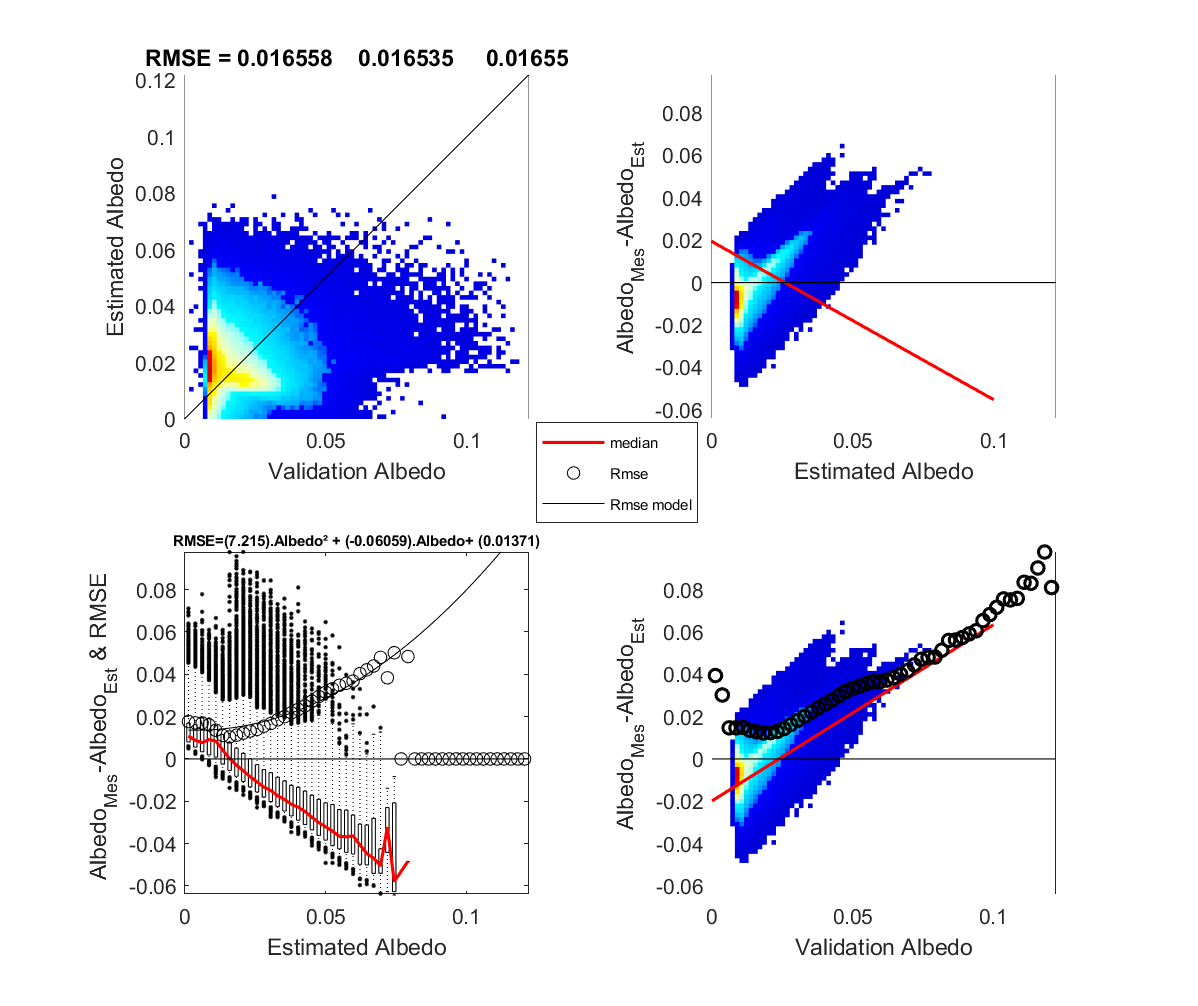 RMSE = 0.016558 0.016535 0.01655
0.12
0.1
0.08
0.06
0.04
0.02
0
Estimated Albedo
0 0.05 0.1
Validation Albedo
0.08
0.06
0.04
0.02
0
-0.02
-0.04
-0.06
Albedo_Mes-Albedo_Est
0 0.05 0.1
Estimated Albedo
median
Rmse
Rmse model
RMSE=(7.215).Albedo² + (-0.06059).Albedo+ (0.01371)
0.08
0.06
0.04
0.02
0
-0.02
-0.04
-0.06
Albedo_Mes-Albedo_Est & RMSE
0 0.05 0.1
Estimated Albedo
0.08
0.06
0.04
0.02
0
-0.02
-0.04
-0.06
Albedo_Mes-Albedo_Est
0 0.05 0.1
Validation Albedo